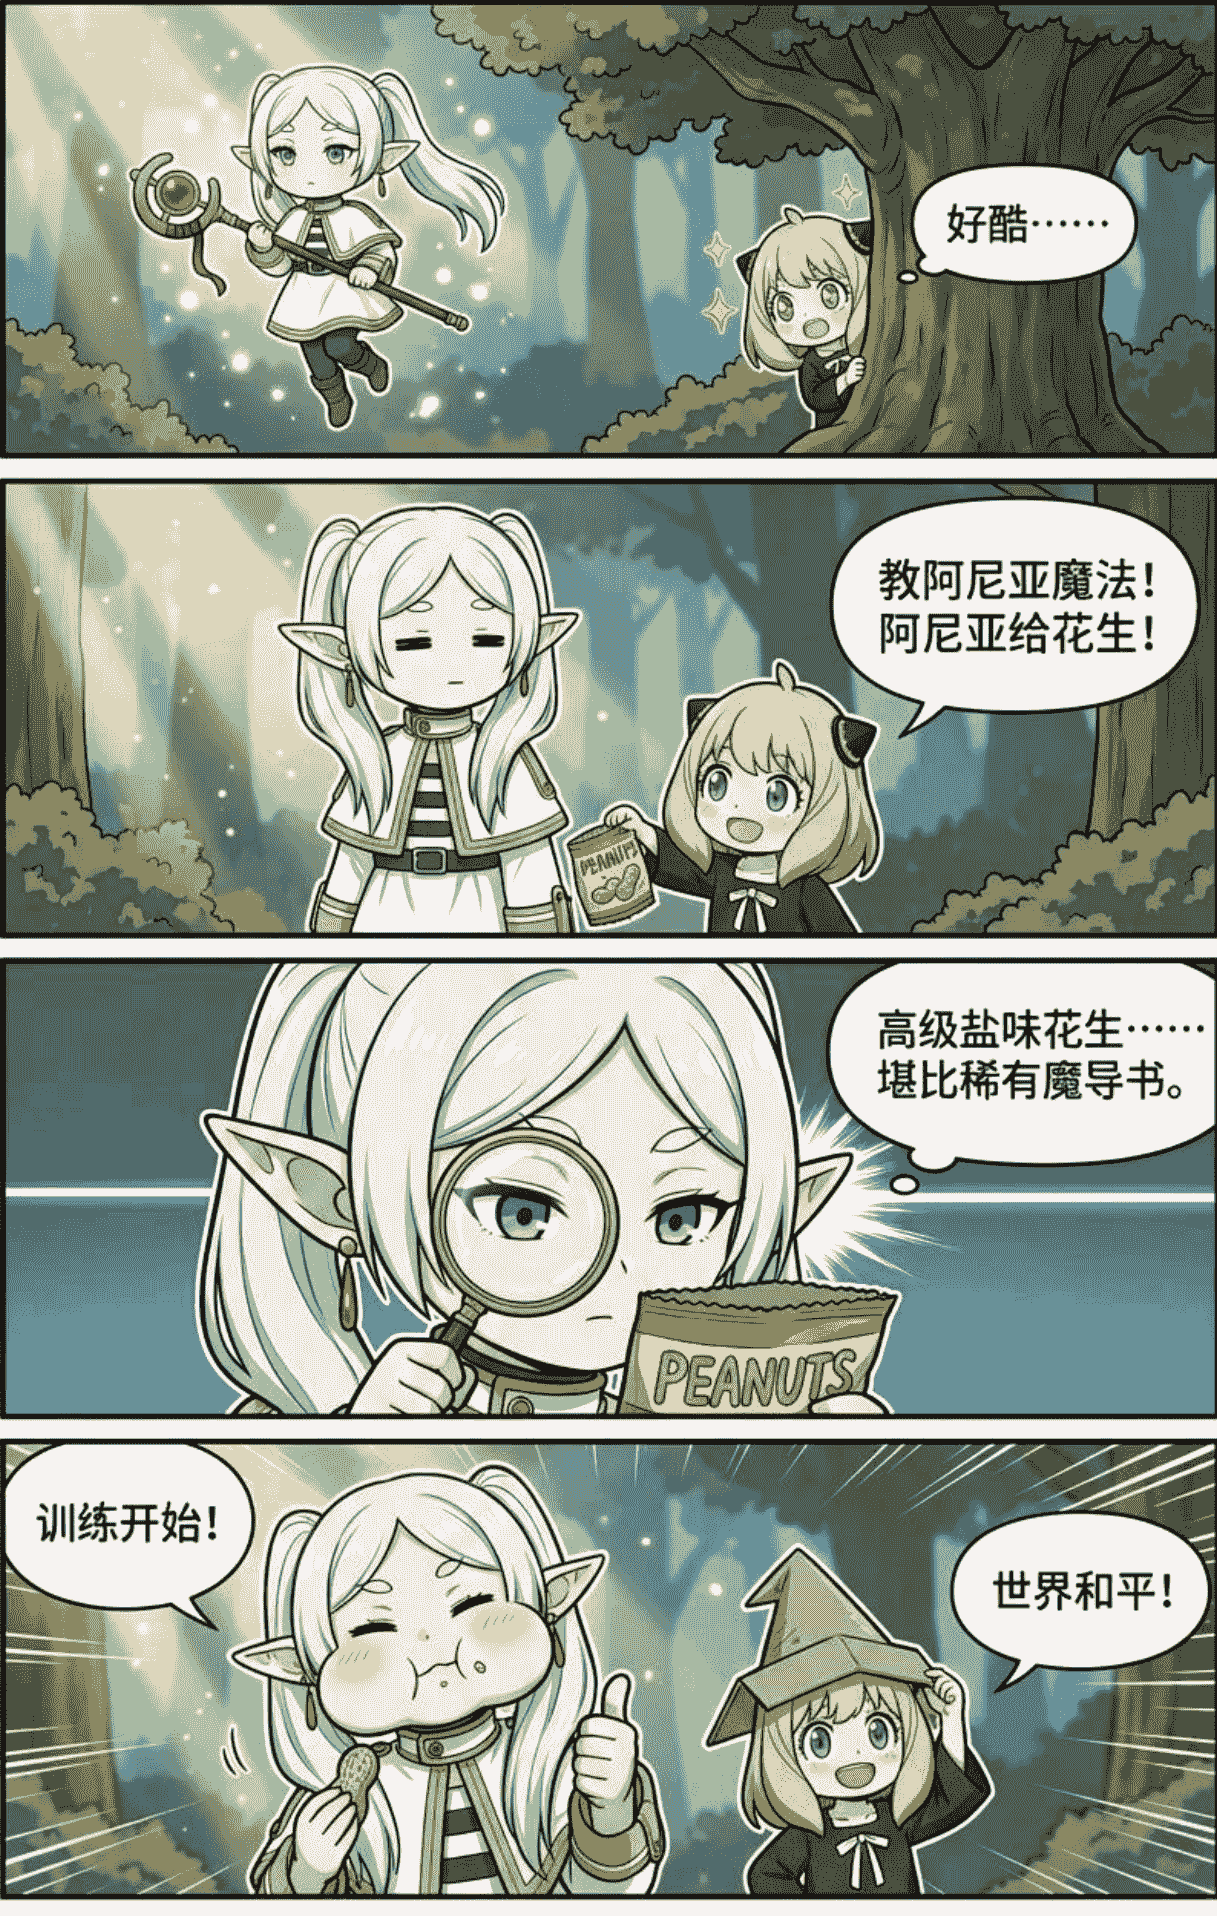 好酷……
教阿尼亚魔法！
阿尼亚给花生！
PEANUTS
高级盐味花生……
堪比稀有魔导书。
PEANUTS
训练开始！
世界和平！